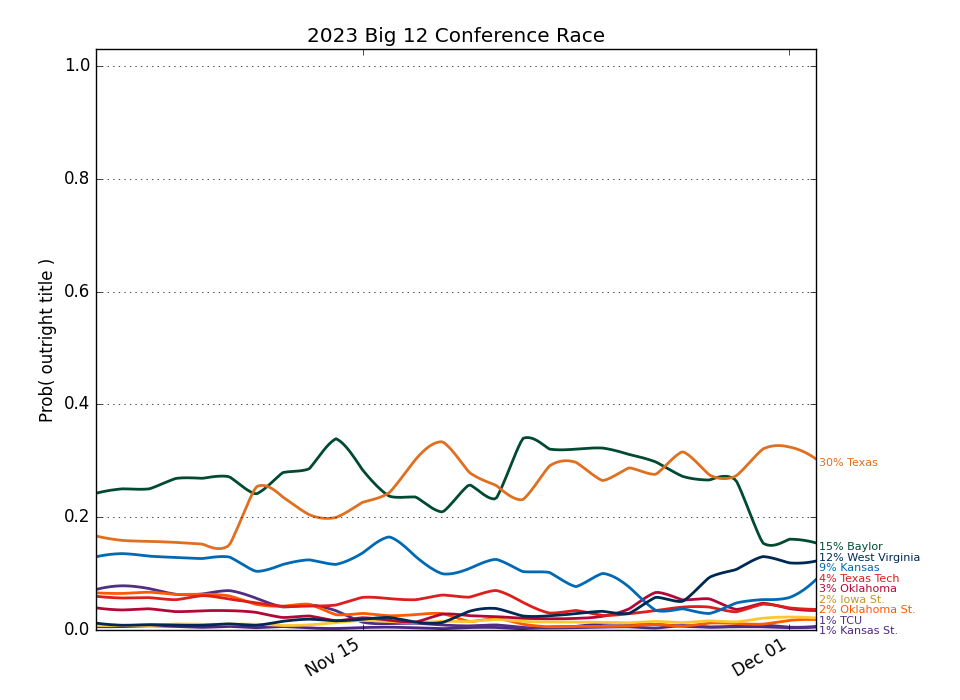 2023 Big 12 Conference Race
1.0
0.8
0.6
0.4
0.2
0.0
Prob( outright title )
Nov 15
Dec 01
30% Texas
15% Baylor
12% West Virginia
9% Kansas
4% Texas Tech
3% Oklahoma
2% Iowa St.
2% Oklahoma St.
1% TCU
1% Kansas St.